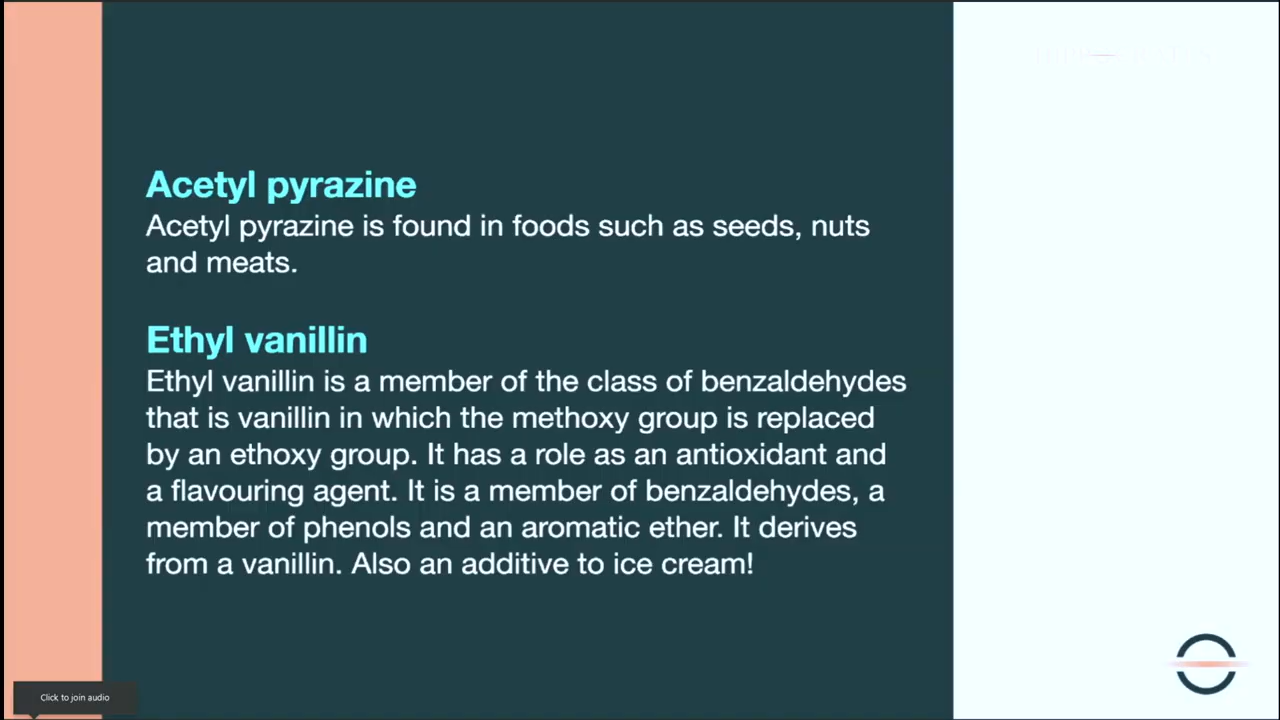 Acetyl pyrazine
Acetyl pyrazine is found in foods such as seeds, nuts
and meats.
Ethyl vanillin
Ethyl vanillin is a member of the class of benzaldehydes
that is vanillin in which the methoxy group is replaced
by an ethoxy group. It has a role as an antioxidant and
a flavouring agent. It is a member of benzaldehydes, a
member of phenols and an aromatic ether. It derives
from a vanillin. Also an additive to ice cream!
Click to join audio